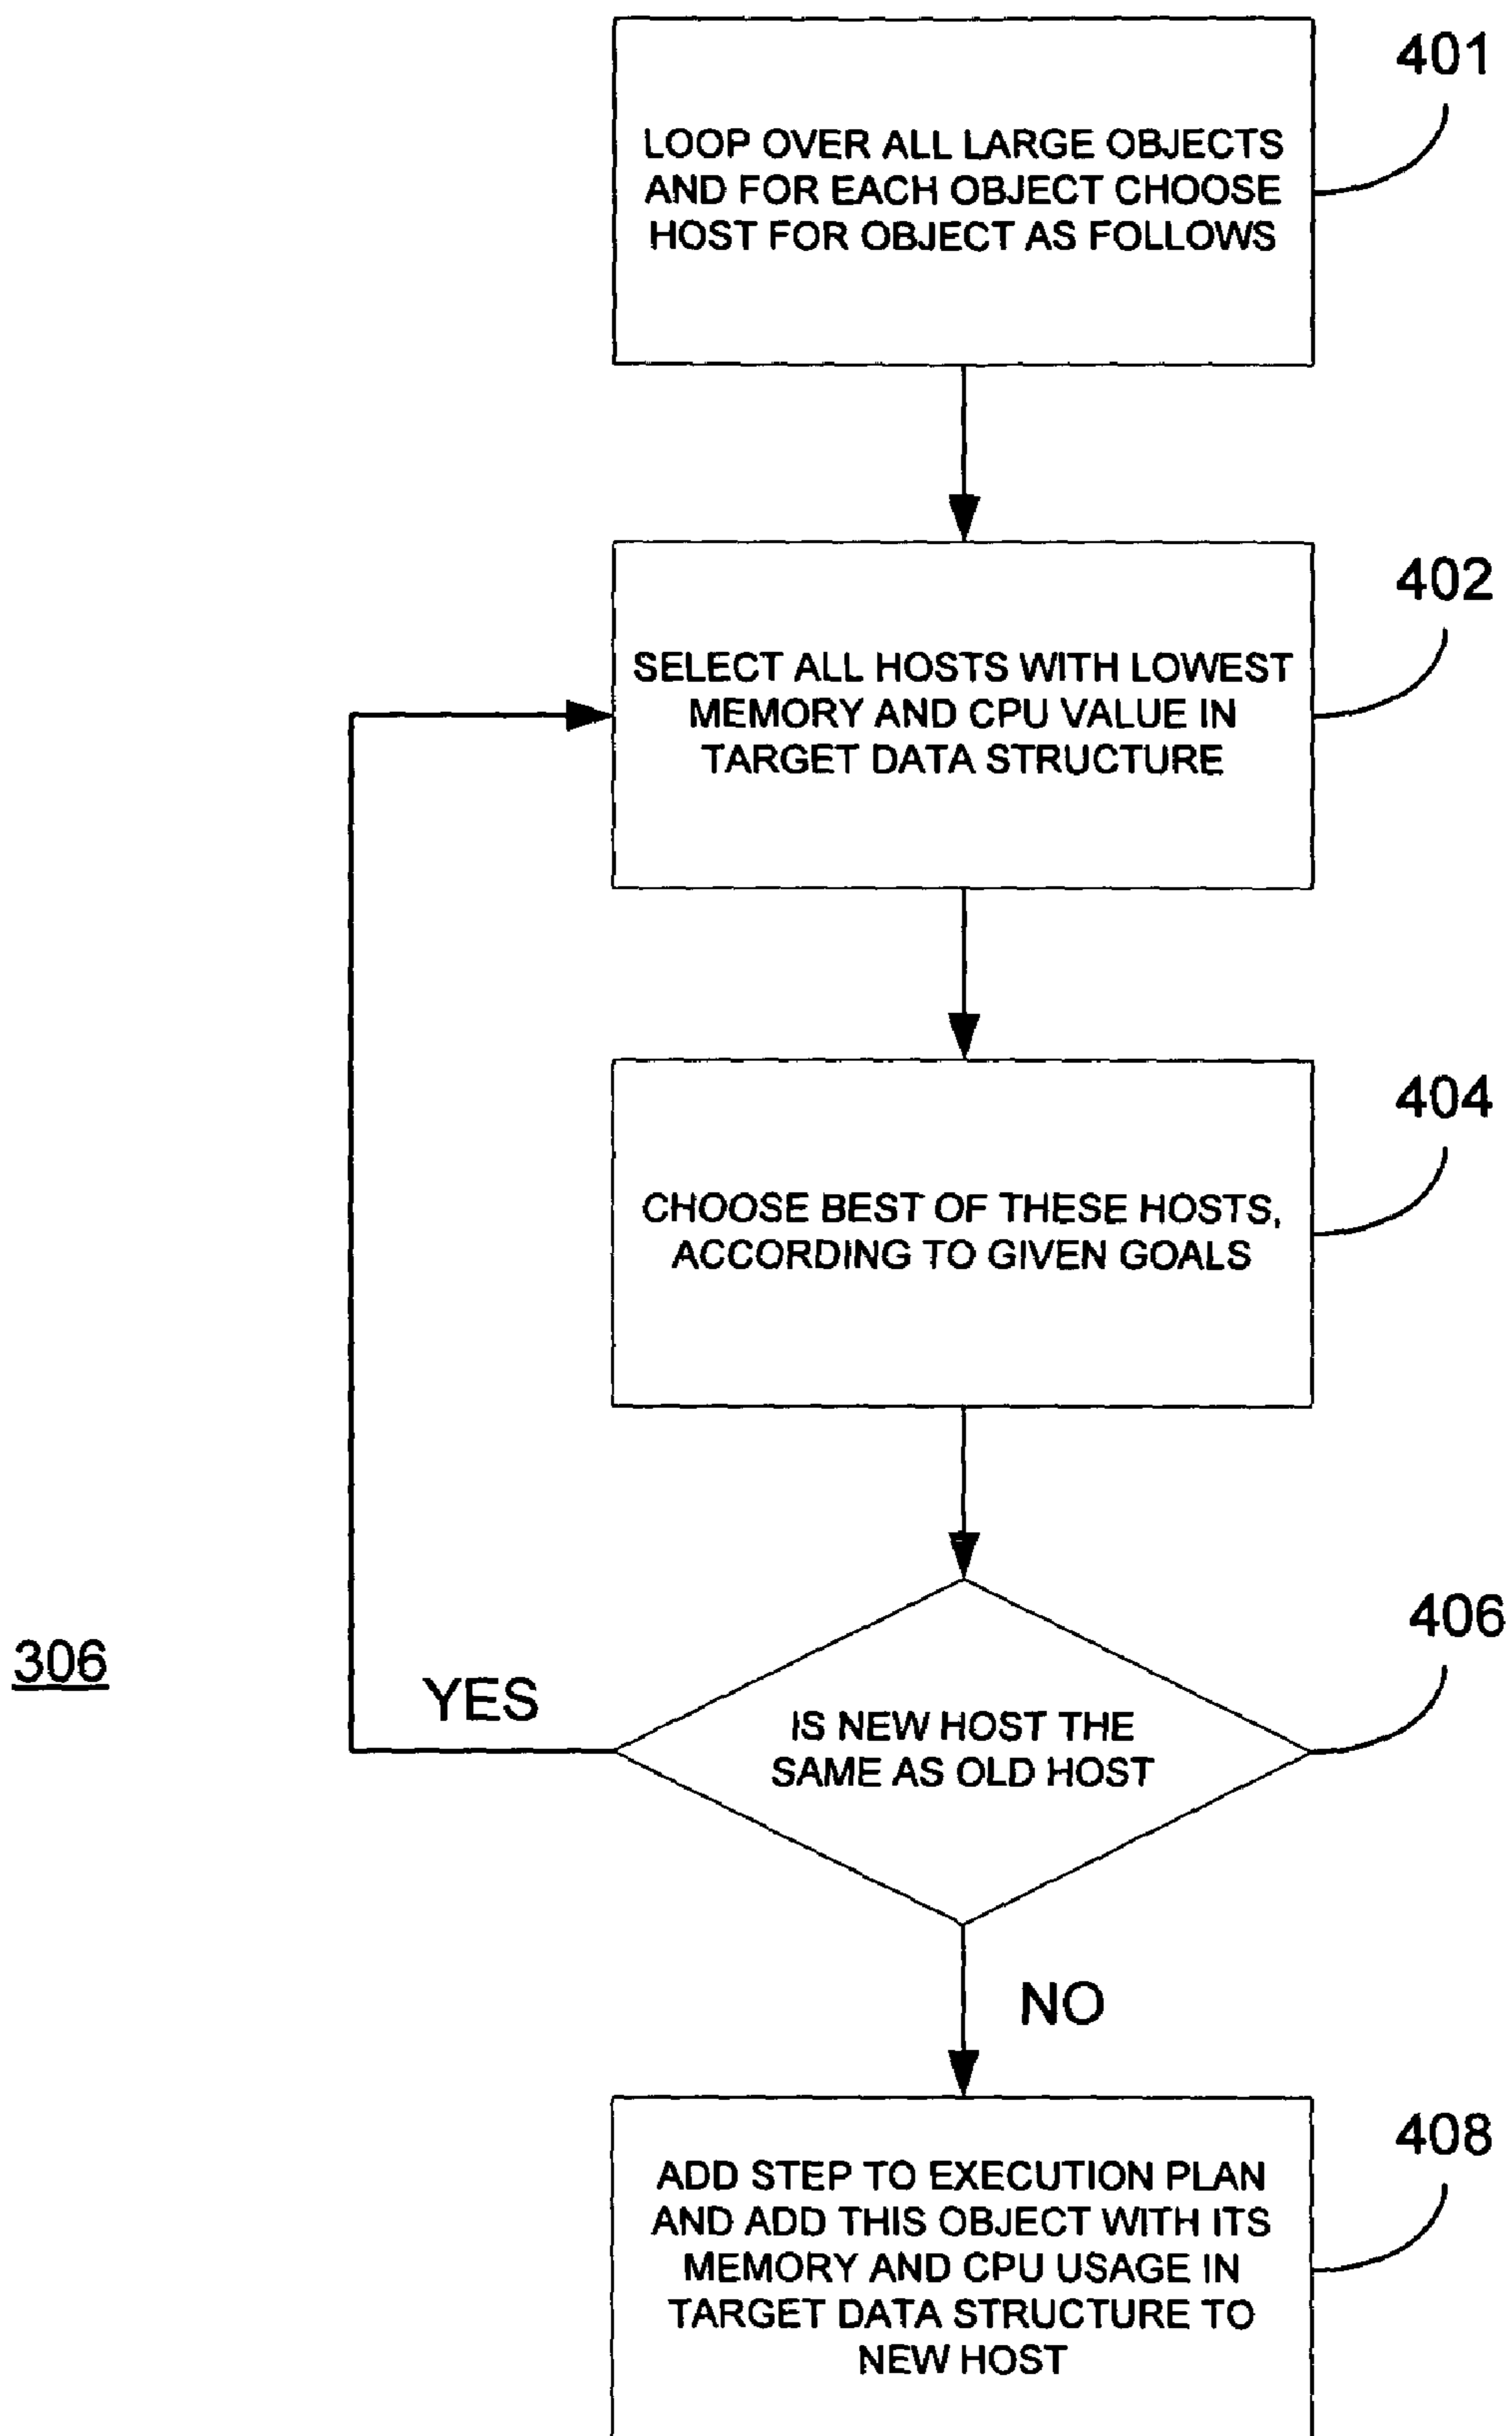 401
LOOP OVER ALL LARGE OBJECTS
AND FOR EACH OBJECT CHOOSE
HOST FOR OBJECT AS FOLLOWS
402
SELECT ALL HOSTS WITH LOWEST
MEMORY AND CPU VALUE IN
TARGET DATA STRUCTURE
404
CHOOSE BEST OF THESE HOSTS,
ACCORDING TO GIVEN GOALS
406
306
YES
IS NEW HOST THE
SAME AS OLD HOST
NO
408
ADD STEP TO EXECUTION PLAN
AND ADD THIS OBJECT WITH ITS
MEMORY AND CPU USAGE IN
TARGET DATA STRUCTURE TO
NEW HOST